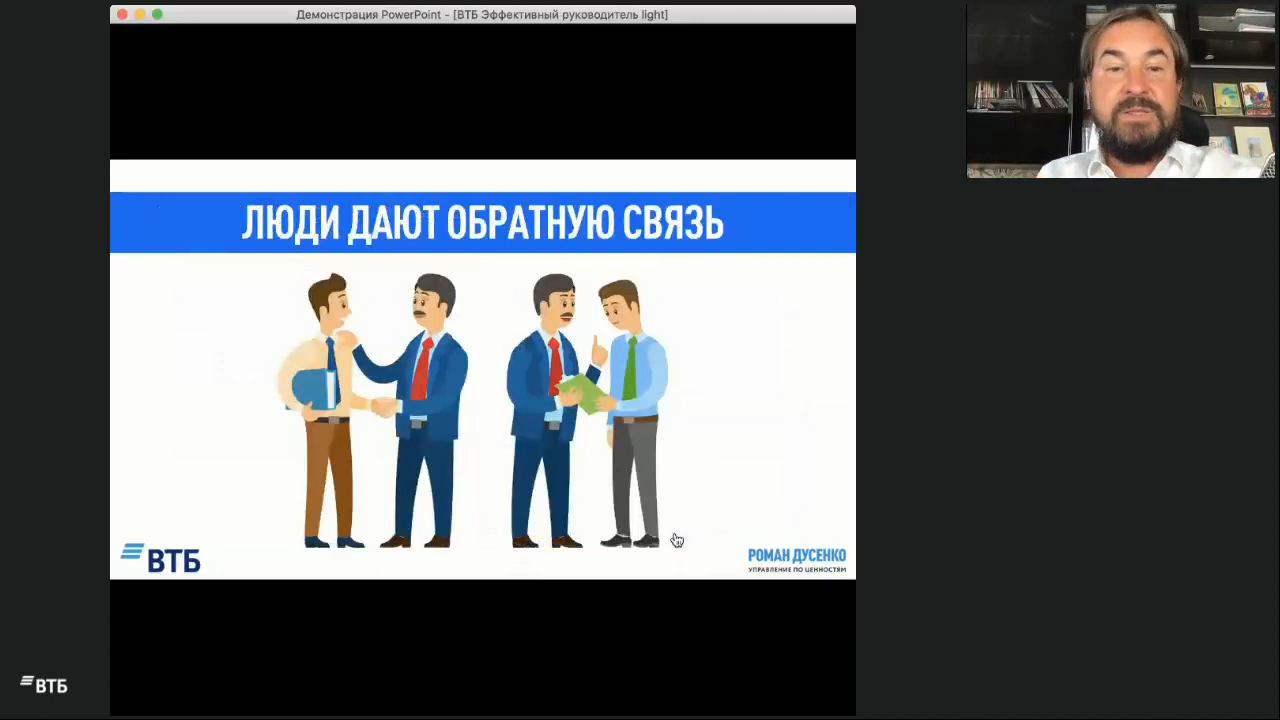 Демонстрация PowerPoint - [ВТБ Эффективный руководитель light]
ЛЮДИ ДАЮТ ОБРАТНУЮ СВЯЗЬ
ВТБ
РОМАН ДУСЕНКО
УПРАВЛЕНИЕ ПО ЦЕННОСТЯМ
ВТБ